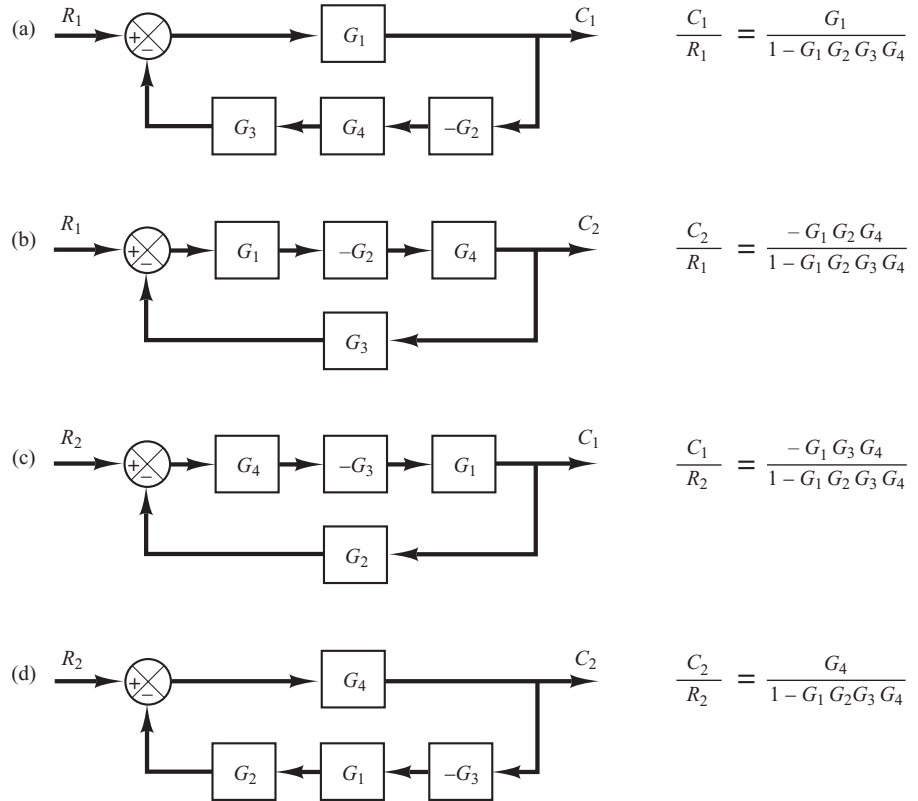 (a) R₁ + − G₁ C₁
G₃ G₄ −G₂
C₁/R₁ = G₁/(1 − G₁ G₂ G₃ G₄)
(b) R₁ + − G₁ −G₂ G₄ C₂
G₃
C₂/R₁ = − G₁ G₂ G₄/(1 − G₁ G₂ G₃ G₄)
(c) R₂ + − G₄ −G₃ G₁ C₁
G₂
C₁/R₂ = − G₁ G₃ G₄/(1 − G₁ G₂ G₃ G₄)
(d) R₂ + − G₄ C₂
G₂ G₁ −G₃
C₂/R₂ = G₄/(1 − G₁ G₂G₃ G₄)